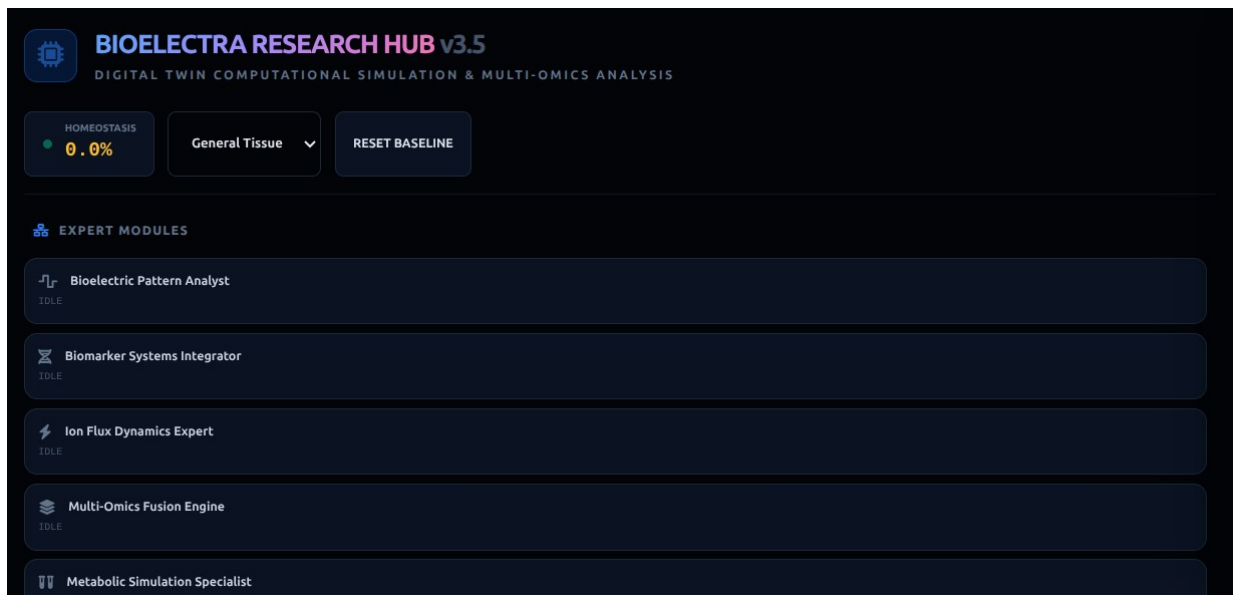 BIOELECTRA RESEARCH HUB v3.5
DIGITAL TWIN COMPUTATIONAL SIMULATION & MULTI-OMICS ANALYSIS
HOMEOSTASIS
0.0%
General Tissue
RESET BASELINE
EXPERT MODULES
Bioelectric Pattern Analyst
IDLE
Biomarker Systems Integrator
IDLE
Ion Flux Dynamics Expert
IDLE
Multi-Omics Fusion Engine
IDLE
Metabolic Simulation Specialist